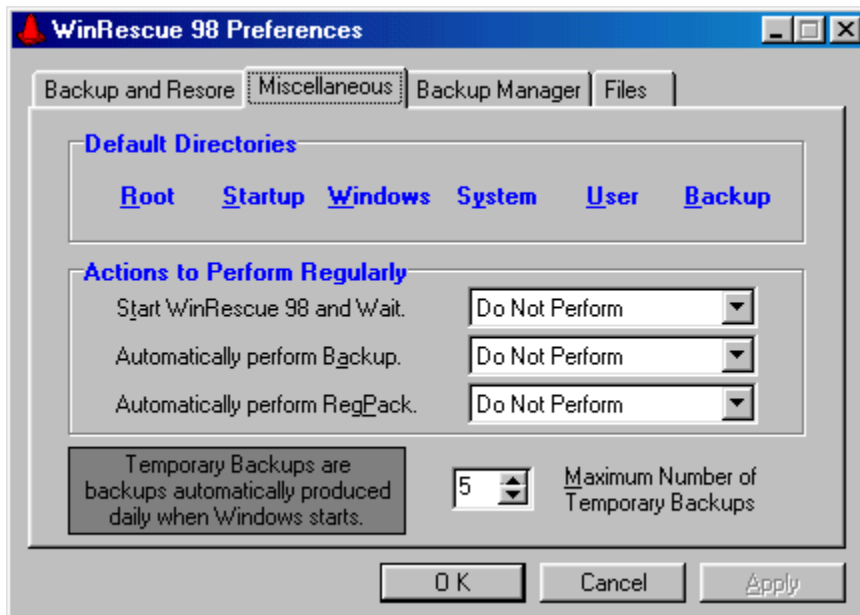 WinRescue 98 Preferences
Backup and Resore Miscellaneous Backup Manager Files
Default Directories
Root Startup Windows System User Backup
Actions to Perform Regularly
Start WinRescue 98 and Wait. Do Not Perform
Automatically perform Backup. Do Not Perform
Automatically perform RegPack. Do Not Perform
Temporary Backups are
backups automatically produced
daily when Windows starts.
5
Maximum Number of
Temporary Backups
OK Cancel Apply